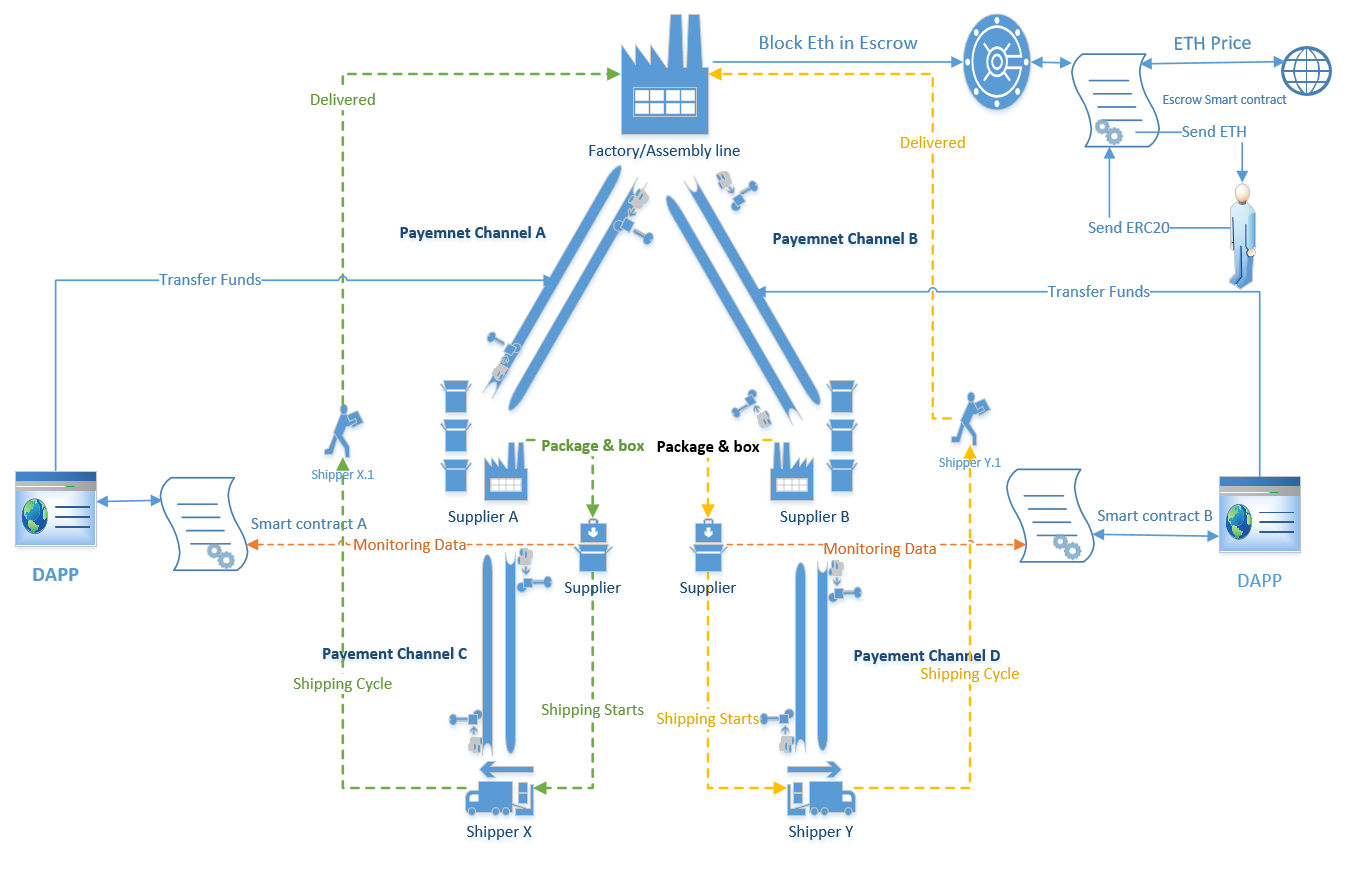 Block Eth in Escrow
ETH Price
Delivered
Escrow Smart contract
Send ETH
Delivered
Factory/Assembly line
Payemnet Channel A
Payemnet Channel B
Send ERC20
Transfer Funds
Transfer Funds
Package & box
Package & box
Shipper X.1
Shipper Y.1
Supplier A
Supplier B
Smart contract A
Smart contract B
Monitoring Data
Monitoring Data
DAPP
DAPP
Supplier
Supplier
Payement Channel C
Payement Channel D
Shipping Cycle
Shipping Cycle
Shipping Starts
Shipping Starts
Shipper X
Shipper Y